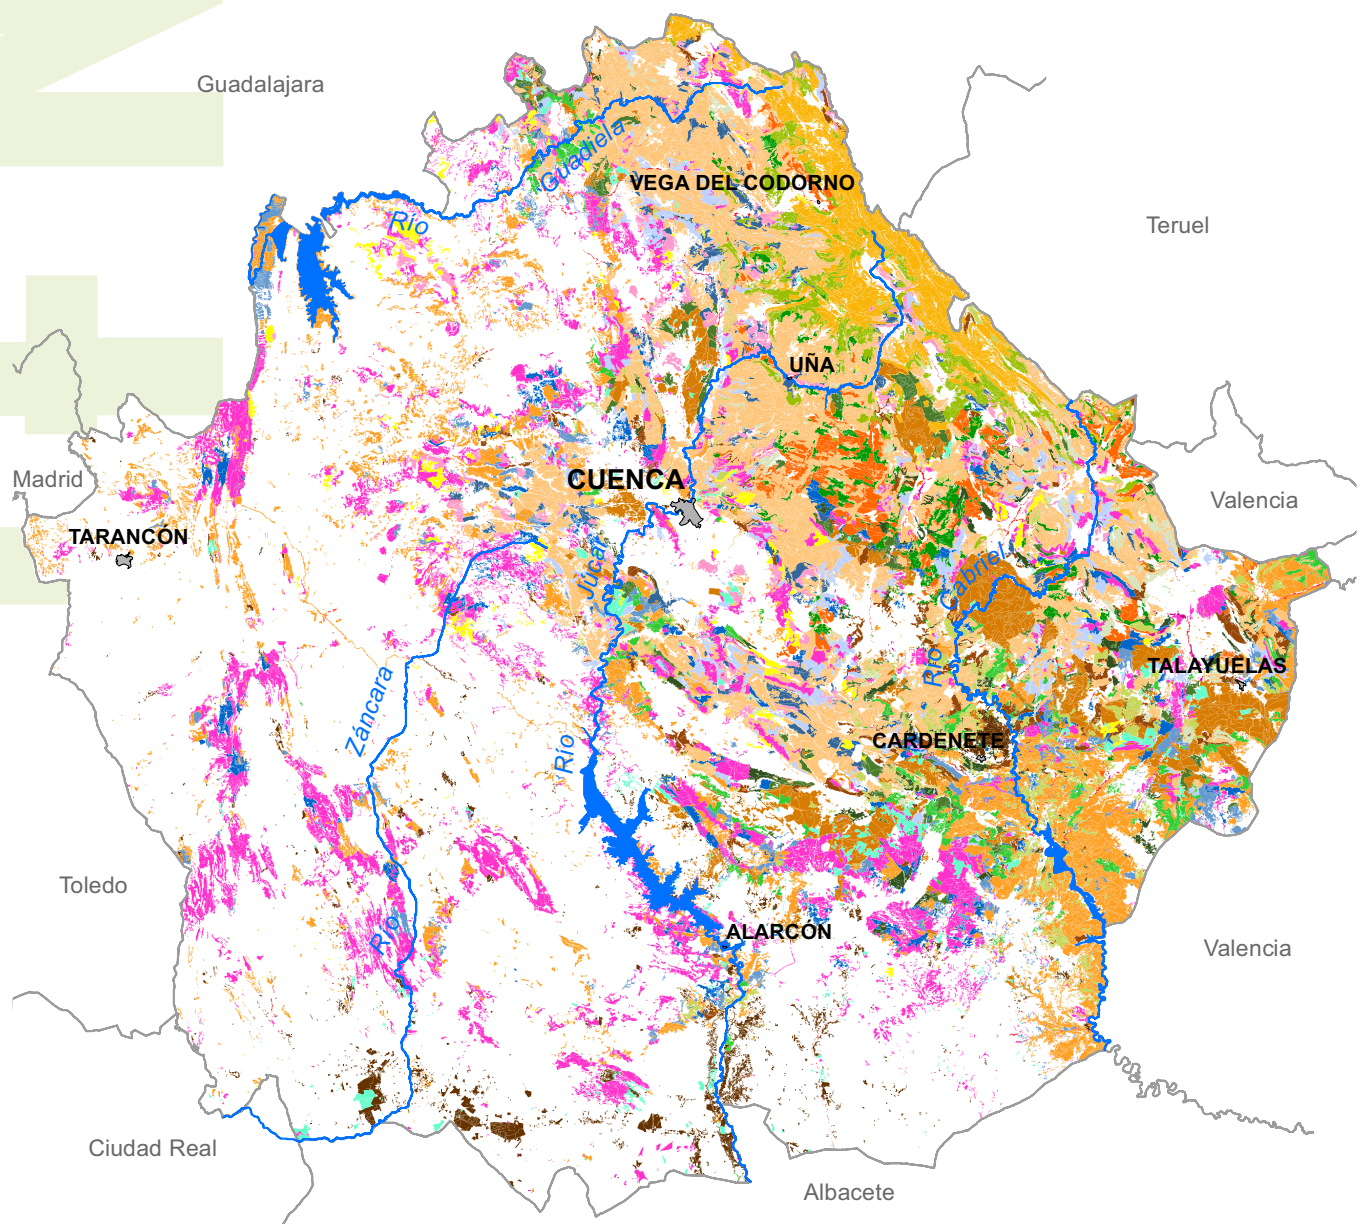 Guadalajara
Río
Guadiela
VEGA DEL CODORNO
Teruel
UÑA
Madrid
CUENCA
Valencia
TARANCÓN
Júcar
Río
Gabriel
TALAYUELAS
Záncara
Río
Río
CARDENETE
Toledo
ALARCÓN
Valencia
Ciudad Real
Albacete